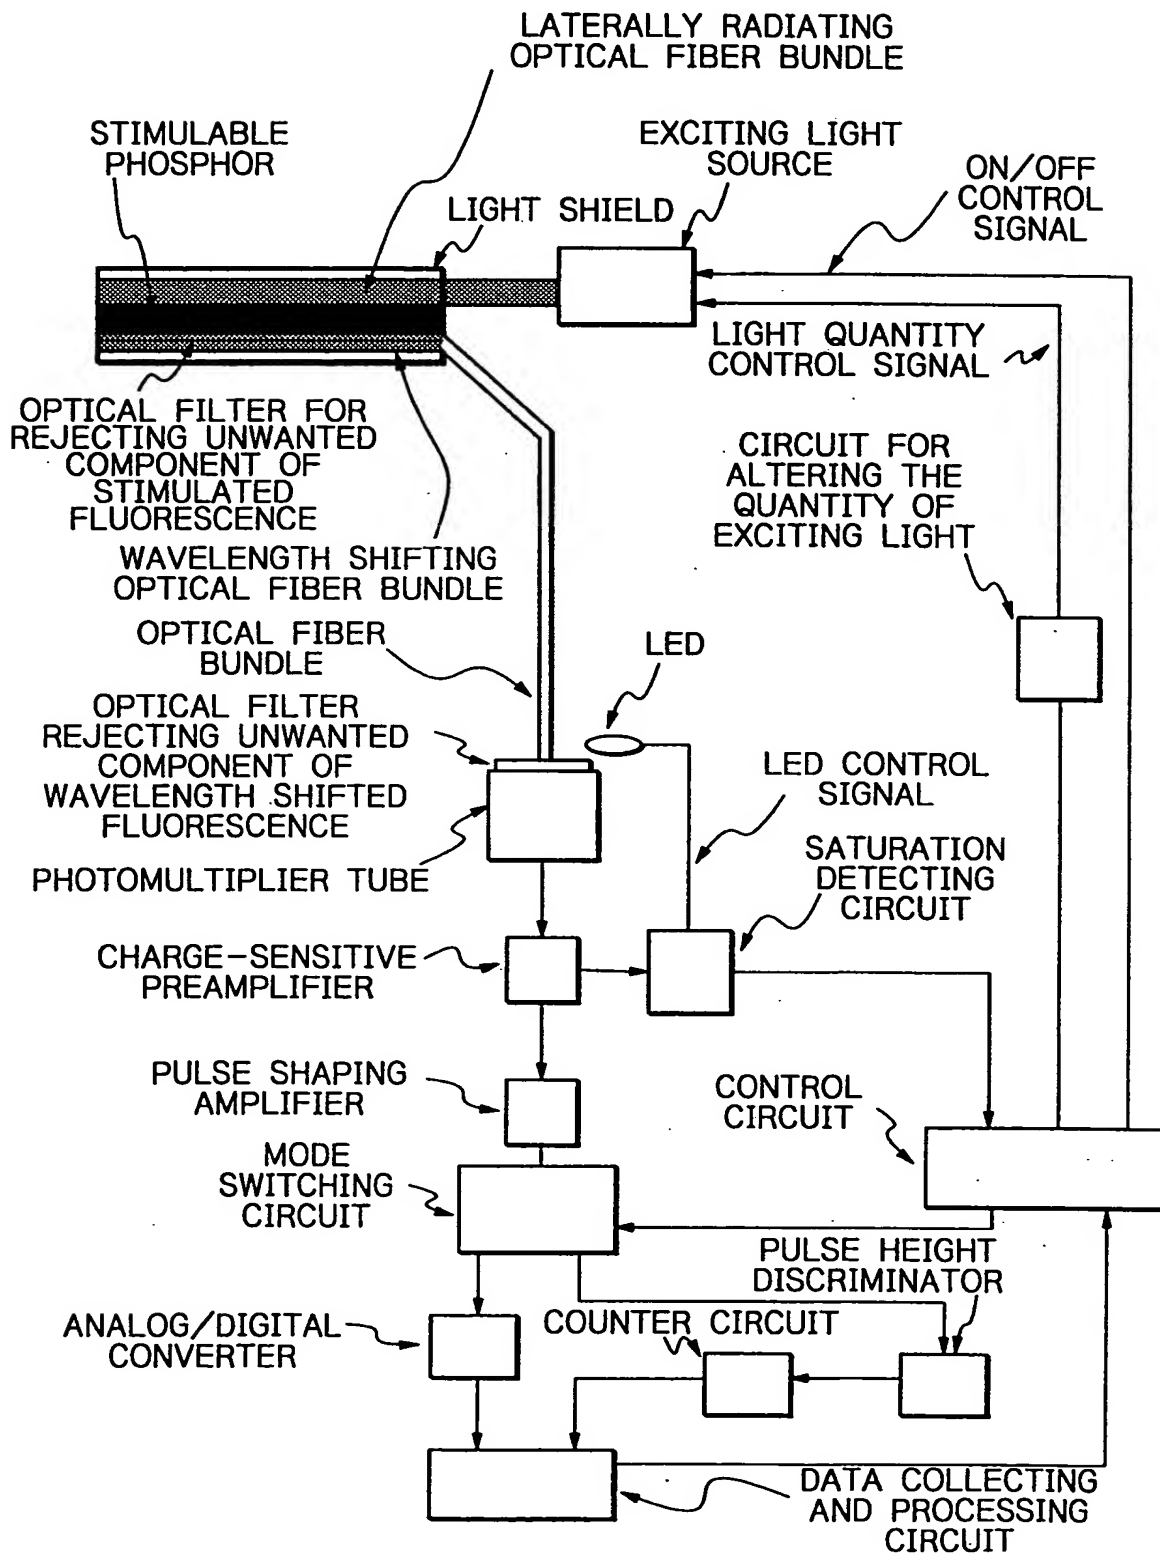 LATERALLY RADIATING
OPTICAL FIBER BUNDLE
STIMULABLE
PHOSPHOR
EXCITING LIGHT
SOURCE
ON/OFF
CONTROL
SIGNAL
LIGHT SHIELD
LIGHT QUANTITY
CONTROL SIGNAL
OPTICAL FILTER FOR
REJECTING UNWANTED
COMPONENT OF
STIMULATED
FLUORESCENCE
CIRCUIT FOR
ALTERING THE
QUANTITY OF
EXCITING LIGHT
WAVELENGTH SHIFTING
OPTICAL FIBER BUNDLE
OPTICAL FIBER
BUNDLE
LED
OPTICAL FILTER
REJECTING UNWANTED
COMPONENT OF
WAVELENGTH SHIFTED
FLUORESCENCE
LED CONTROL
SIGNAL
PHOTOMULTIPLIER TUBE
SATURATION
DETECTING
CIRCUIT
CHARGE-SENSITIVE
PREAMPLIFIER
PULSE SHAPING
AMPLIFIER
CONTROL
CIRCUIT
MODE
SWITCHING
CIRCUIT
PULSE HEIGHT
DISCRIMINATOR
ANALOG/DIGITAL
CONVERTER
COUNTER CIRCUIT
DATA COLLECTING
AND PROCESSING
CIRCUIT